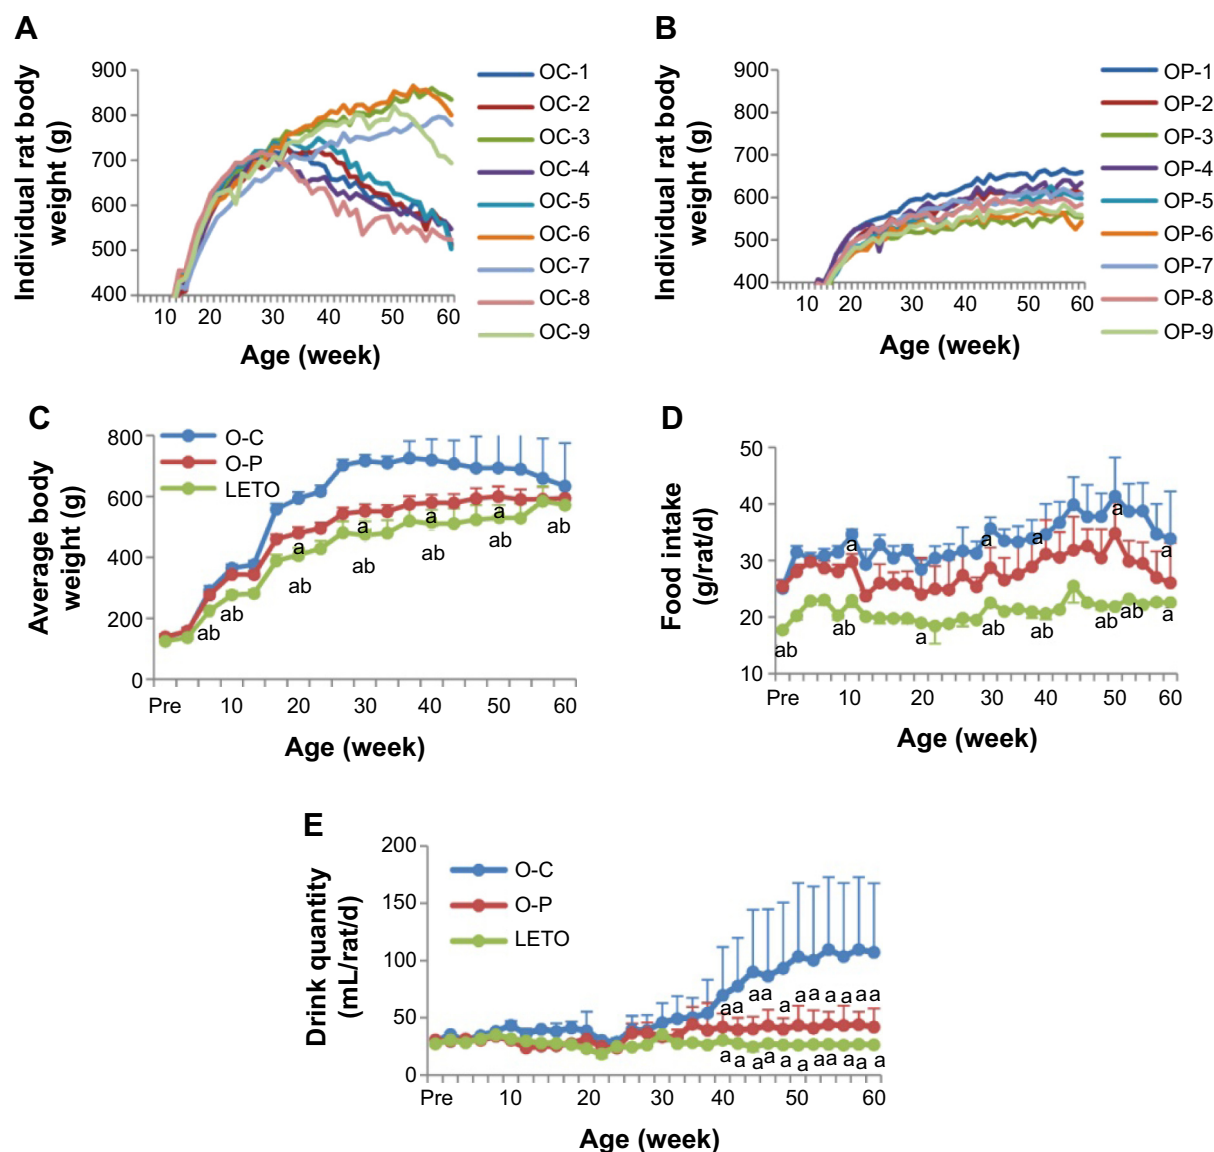 A
Individual rat body
weight (g)
900
800
700
600
500
400
10 20 30 40 50 60
Age (week)
OC-1
OC-2
OC-3
OC-4
OC-5
OC-6
OC-7
OC-8
OC-9
B
Individual rat body
weight (g)
900
800
700
600
500
400
10 20 30 40 50 60
Age (week)
OP-1
OP-2
OP-3
OP-4
OP-5
OP-6
OP-7
OP-8
OP-9
C
Average body
weight (g)
800
600
400
200
0
O-C
O-P
LETO
a a a a
ab ab ab ab ab ab ab
Pre 10 20 30 40 50 60
Age (week)
D
Food intake
(g/rat/d)
50
40
30
20
10
a a a a a
ab ab a ab ab ab ab a
Pre 10 20 30 40 50 60
Age (week)
E
Drink quantity
(mL/rat/d)
200
150
100
50
0
O-C
O-P
LETO
a a a a a a a a a a a
a a a a a a a a a a a
Pre 10 20 30 40 50 60
Age (week)